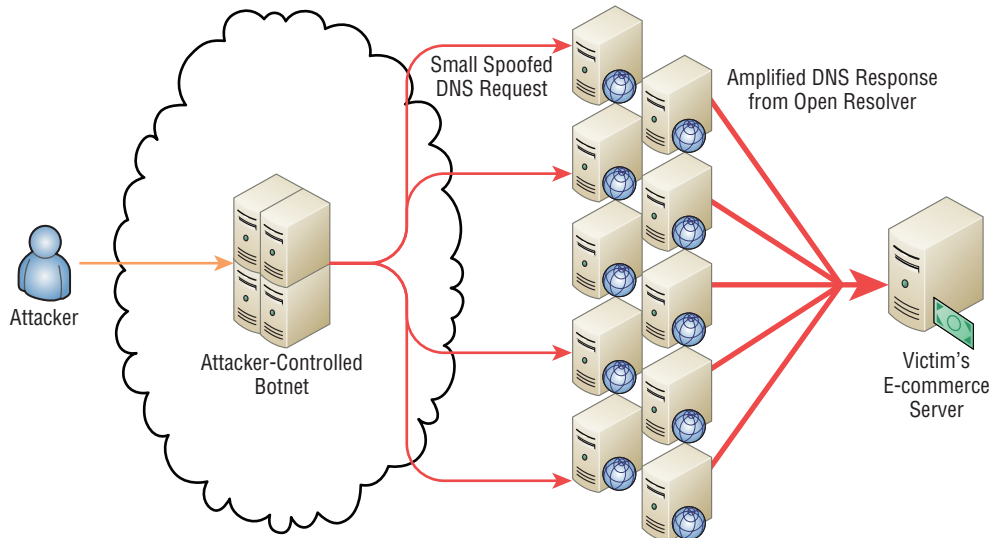 Small Spoofed
DNS Request
Amplified DNS Response
from Open Resolver
Attacker
Attacker-Controlled
Botnet
Victim's
E-commerce
Server